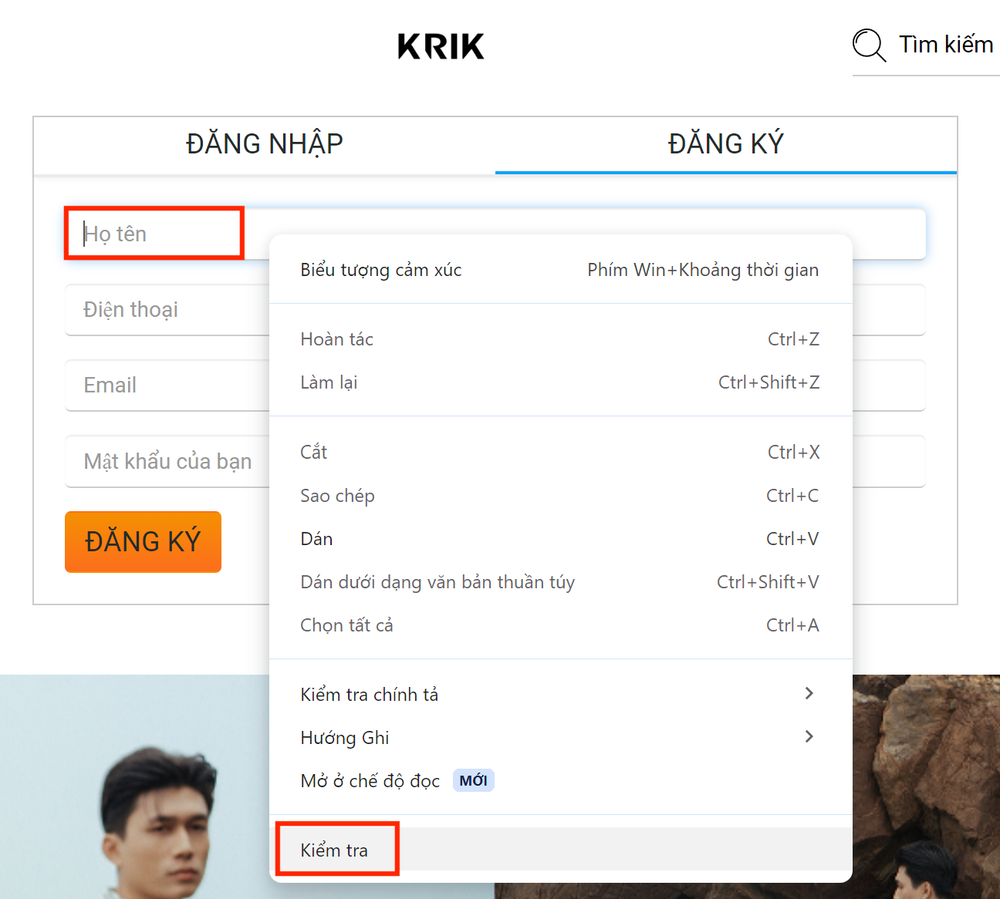 KRIK
Tìm kiếm
ĐĂNG NHẬP
ĐĂNG KÝ
Họ tên
Điện thoại
Email
Mật khẩu của bạn
ĐĂNG KÝ
Biểu tượng cảm xúc Phím Win+Khoảng thời gian
Hoàn tác Ctrl+Z
Làm lại Ctrl+Shift+Z
Cắt Ctrl+X
Sao chép Ctrl+C
Dán Ctrl+V
Dán dưới dạng văn bản thuần túy Ctrl+Shift+V
Chọn tất cả Ctrl+A
Kiểm tra chính tả
Hướng Ghi
Mở ở chế độ đọc MỚI
Kiểm tra